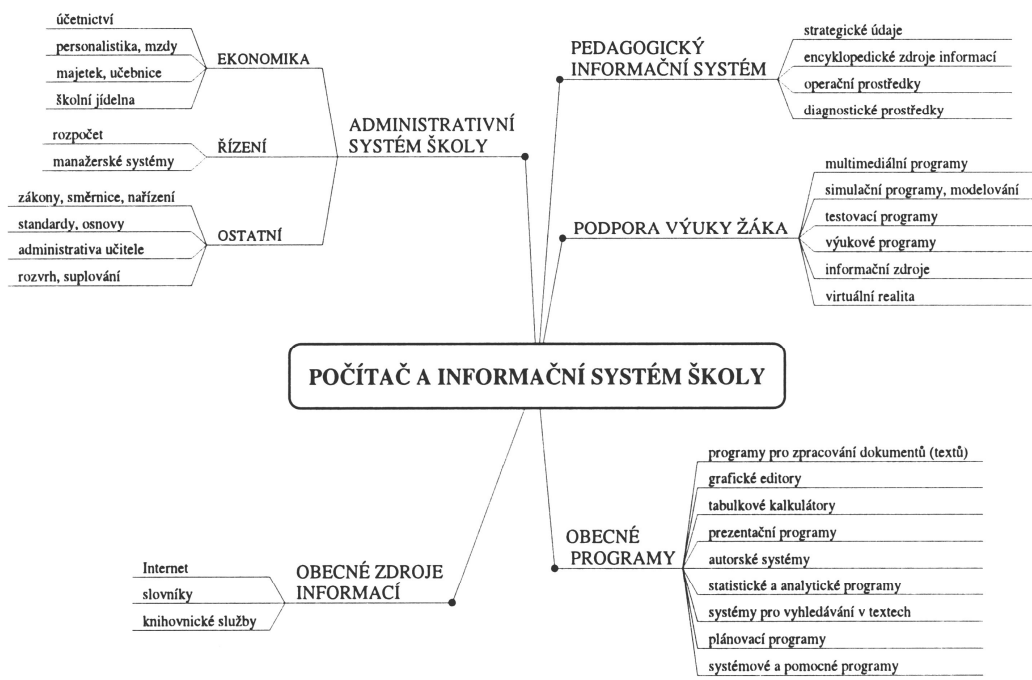 účetnictví
personalistika, mzdy
majetek, učebnice
školní jídelna
EKONOMIKA
rozpočet
manažerské systémy
ŘÍZENÍ
zákony, směrnice, nařízení
standardy, osnovy
administrativa učitele
rozvrh, suplování
OSTATNÍ
ADMINISTRATIVNÍ
SYSTÉM ŠKOLY
PEDAGOGICKÝ
INFORMAČNÍ SYSTÉM
strategické údaje
encyklopedické zdroje informací
operační prostředky
diagnostické prostředky
PODPORA VÝUKY ŽÁKA
multimediální programy
simulační programy, modelování
testovací programy
výukové programy
informační zdroje
virtuální realita
POČÍTAČ A INFORMAČNÍ SYSTÉM ŠKOLY
OBECNÉ ZDROJE
INFORMACÍ
Internet
slovníky
knihovnické služby
OBECNÉ
PROGRAMY
programy pro zpracování dokumentů (textů)
grafické editory
tabulkové kalkulátory
prezentační programy
autorské systémy
statistické a analytické programy
systémy pro vyhledávání v textech
plánovací programy
systémové a pomocné programy